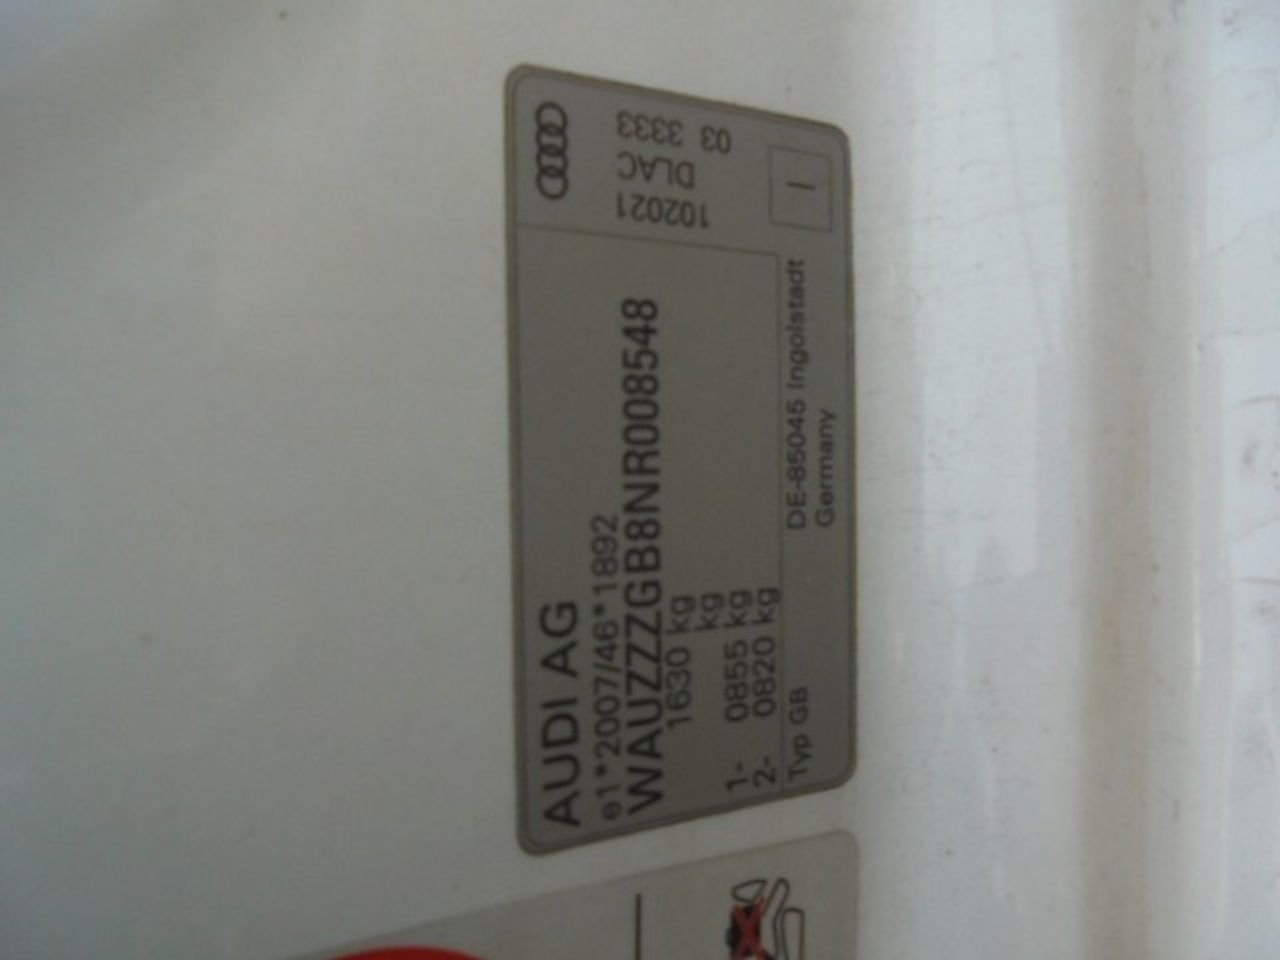 AUDI AG
e1*2007/46*1892
WAUZZZGB8NR008548
1630 kg
kg
1- 0855 kg
2- 0820 kg
Typ GB
DE-85045 Ingolstadt
Germany
102021
DLAC
03 3333